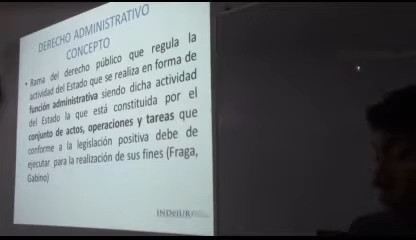 DERECHO ADMINISTRATIVO
CONCEPTO
• Rama del derecho público que regula la
actividad del Estado que se realiza en forma de
función administrativa siendo dicha actividad
del Estado la que está constituida por el
conjunto de actos, operaciones y tareas que
conforme a la legislación positiva debe de
ejecutar para la realización de sus fines (Fraga,
Gabino)
INDeJUR